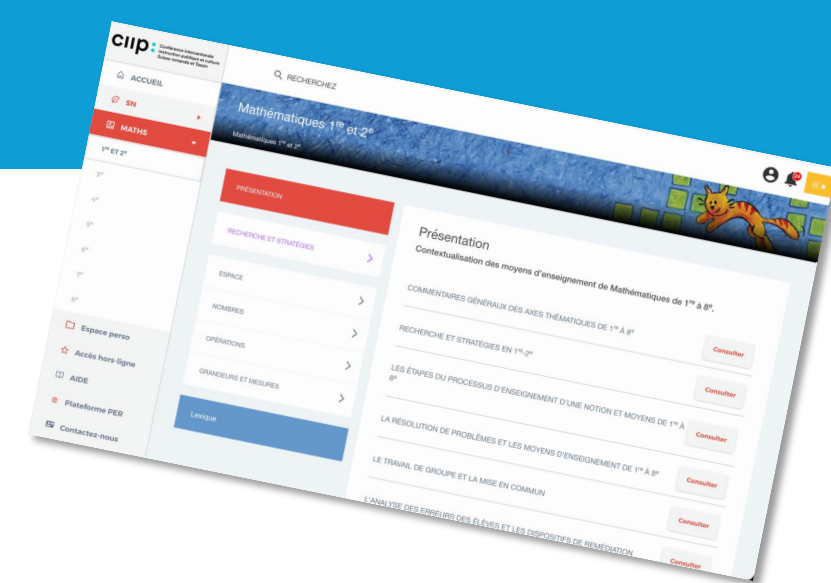 CIIP:
Conférence intercantonale
instruction publique et culture
Suisse romande et Tessin
ACCUEIL
SN
MATHS
1re ET 2e
3e
4e
5e
6e
7e
8e
Espace perso
Accès hors-ligne
AIDE
Plateforme PER
Contactez-nous
RECHERCHEZ
Mathématiques 1re et 2e
Mathématiques 1re et 2e
PRÉSENTATION
RECHERCHE ET STRATÉGIES
ESPACE
NOMBRES
OPÉRATIONS
GRANDEURS ET MESURES
Lexique
Présentation
Contextualisation des moyens d'enseignement de Mathématiques de 1re à 8e.
COMMENTAIRES GÉNÉRAUX DES AXES THÉMATIQUES DE 1re À 8e
Consulter
RECHERCHE ET STRATÉGIES EN 1re-2e
Consulter
LES ÉTAPES DU PROCESSUS D'ENSEIGNEMENT D'UNE NOTION ET MOYENS DE 1re À
8e
Consulter
LA RÉSOLUTION DE PROBLÈMES ET LES MOYENS D'ENSEIGNEMENT DE 1re À 8e
Consulter
LE TRAVAIL DE GROUPE ET LA MISE EN COMMUN
Consulter
L'ANALYSE DES ERREURS DES ÉLÈVES ET LES DISPOSITIFS DE REMÉDIATION
Consulter